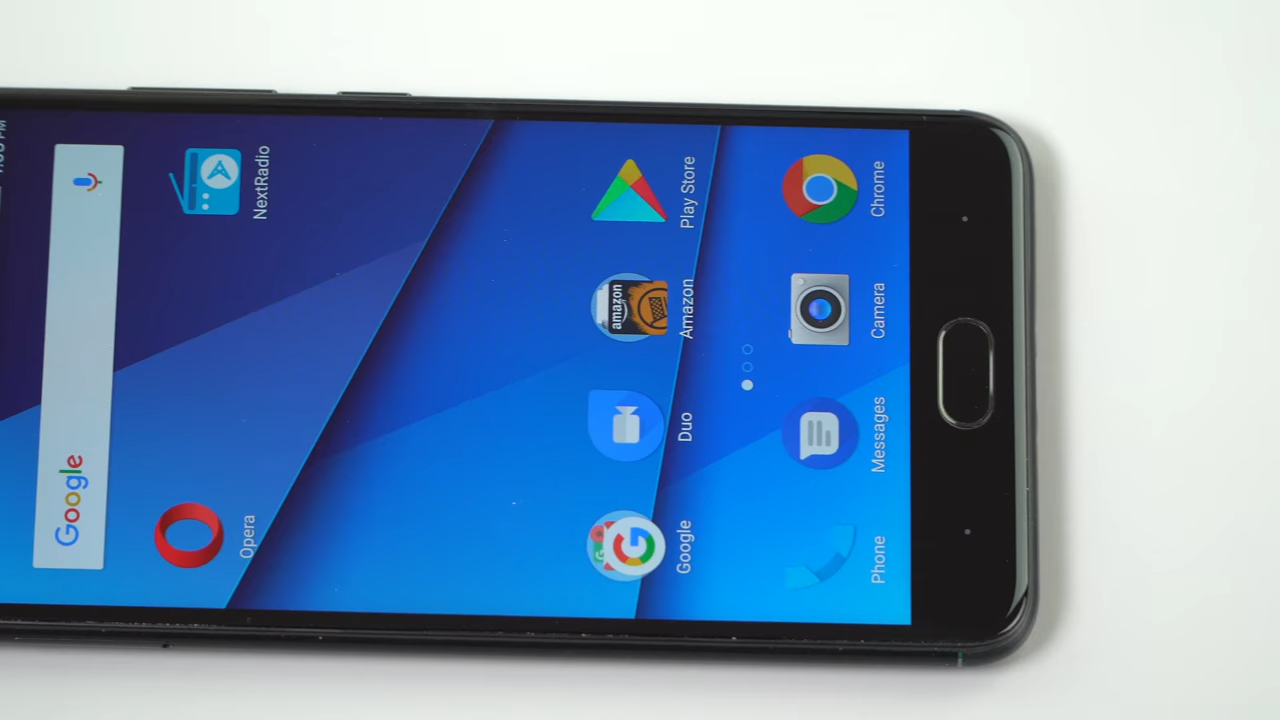 Google
NextRadio
Opera
amazon
Play Store
Amazon
Duo
Google
Chrome
Camera
Messages
Phone